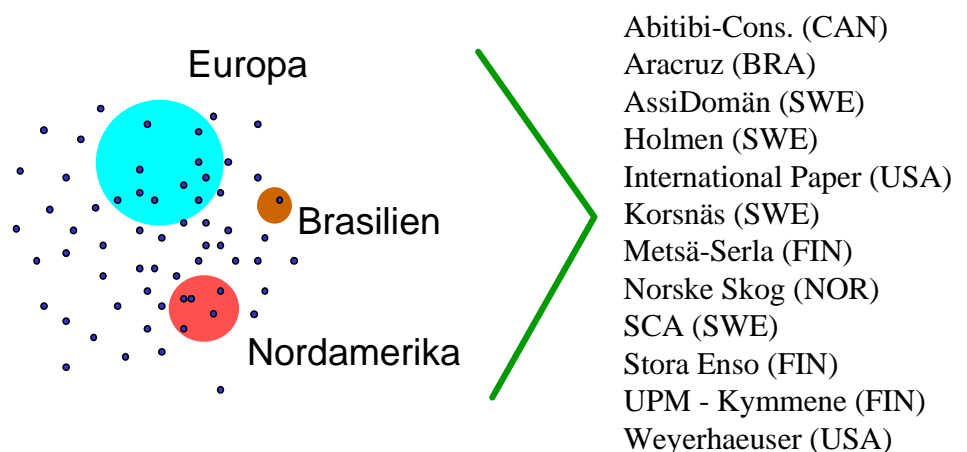 Europa
Brasilien
Nordamerika
Abitibi-Cons. (CAN)
Aracruz (BRA)
AssiDomän (SWE)
Holmen (SWE)
International Paper (USA)
Korsnäs (SWE)
Metsä-Serla (FIN)
Norske Skog (NOR)
SCA (SWE)
Stora Enso (FIN)
UPM - Kymmene (FIN)
Weyerhaeuser (USA)